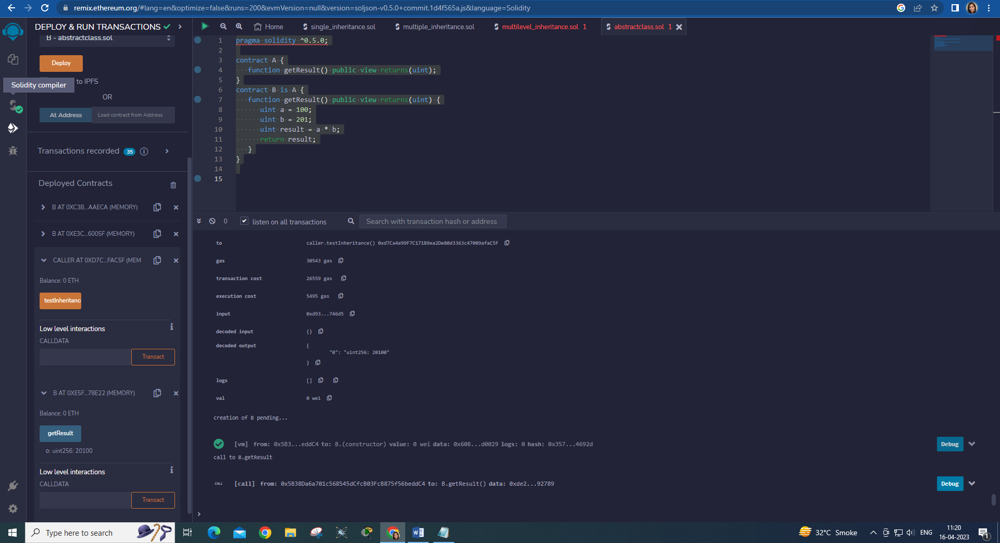 remix.ethereum.org/#lang=en&optimize=false&runs=200&evmVersion=null&version=soljson-v0.5.0+commit.1d4f565a.js&language=Solidity
DEPLOY & RUN TRANSACTIONS
B - abstractclass.sol
Deploy
to IPFS
Solidity compiler
OR
At Address
Load contract from Address
Transactions recorded 35
Deployed Contracts
B AT 0XC3B...AAECA (MEMORY)
B AT 0XE3C...6005F (MEMORY)
CALLER AT 0XD7C...FAC5F (MEM
Balance: 0 ETH
testInheritanc
Low level interactions
CALLDATA
Transact
B AT 0XE5F...78E22 (MEMORY)
Balance: 0 ETH
getResult
0: uint256: 20100
Low level interactions
CALLDATA
Transact
Home
single_inheritance.sol
multiple_inheritance.sol
multilevel_inheritance.sol 1
abstractclass.sol 1
1 pragma solidity ^0.5.0;
2
3 contract A {
4 function getResult() public view returns(uint);
5 }
6 contract B is A {
7 function getResult() public view returns(uint) {
8 uint a = 100;
9 uint b = 201;
10 uint result = a * b;
11 return result;
12 }
13 }
14
15
0
listen on all transactions
Search with transaction hash or address
to caller.testInheritance() 0xd7Ca4e99F7C171B9ea2De80d3363c47009afaC5F
gas 30543 gas
transaction cost 26559 gas
execution cost 5495 gas
input 0xd93...746d5
decoded input {}
decoded output {
"0": "uint256: 20100"
}
logs []
val 0 wei
creation of B pending...
[vm] from: 0x5B3...eddC4 to: B.(constructor) value: 0 wei data: 0x608...d0029 logs: 0 hash: 0x357...4692d
Debug
call to B.getResult
CALL [call] from: 0x5B38Da6a701c568545dCfcB03FcB875f56beddC4 to: B.getResult() data: 0xde2...92789
Debug
>
Type here to search
32°C Smoke
ENG
11:20
16-04-2023
1